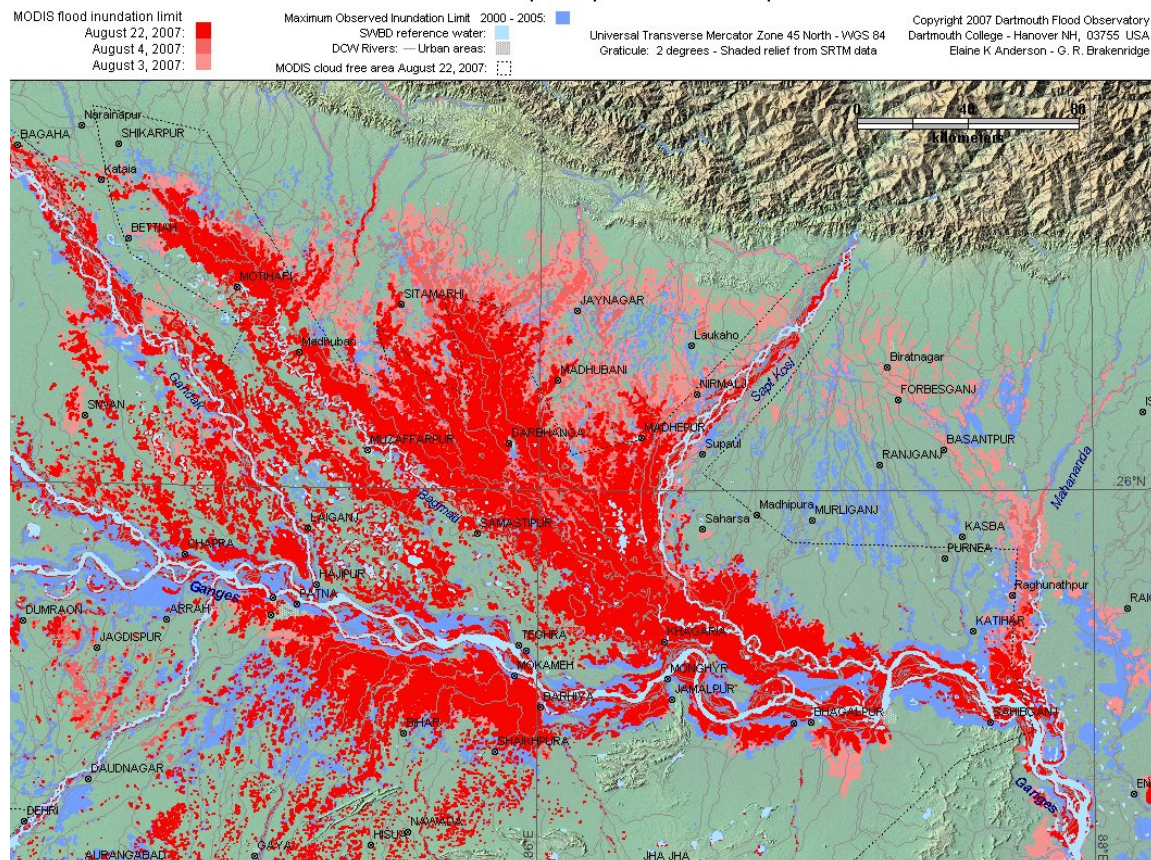 MODIS flood inundation limit
August 22, 2007:
August 4, 2007:
August 3, 2007:
Maximum Observed Inundation Limit 2000 - 2005:
SWBD reference water:
DCW Rivers: — Urban areas:
MODIS cloud free area August 22, 2007:
Universal Transverse Mercator Zone 45 North - WGS 84
Graticule: 2 degrees - Shaded relief from SRTM data
Copyright 2007 Dartmouth Flood Observatory
Dartmouth College - Hanover NH, 03755 USA
Elaine K Anderson - G. R. Brakenridge
0 40 80
kilometers
Narainapur
BAGAHA
SHIKARPUR
Kataia
BETTIAH
MOTIHARI
SITAMARHI
JAYNAGAR
Laukaho
Madhuban
Biratnagar
Gandak
MADHUBANI
NIRMALI
Sapt Kosi
FORBESGANJ
SIWAN
MUZAFFARPUR
DARBHANGA
MADHEPUR
Supaul
BASANTPUR
RANJGANJ
Mahananda
26°N
Bagmati
LALGANJ
SAMASTIPUR
Saharsa
Madhipura
MURLIGANJ
KASBA
CHAPRA
PURNEA
HAJIPUR
Ganges
PATNA
Raghunathpur
DUMRAON
ARRAH
JAGDISPUR
TEGHRA
KHAGARIA
KATIHAR
MOKAMEH
MONGHYR
JAMALPUR
BARHIYA
BHAGALPUR
SAHIBGANJ
BIHAR
SHAIKHPURA
DAUDNAGAR
Ganges
DEHRI
NAWADA
HISUA
GAYA
AURANGABAD
JHA JHA
86°E
88°E